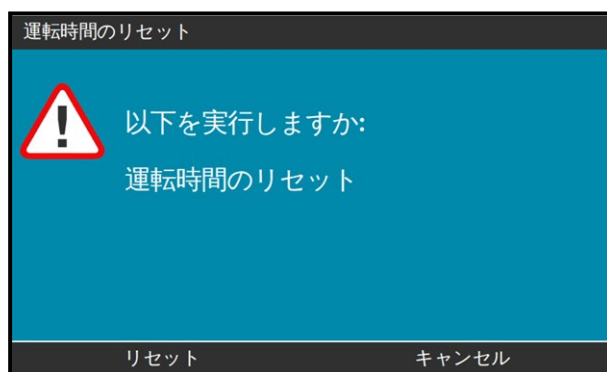 運転時間のリセット
以下を実行しますか:
運転時間のリセット
リセット
キャンセル